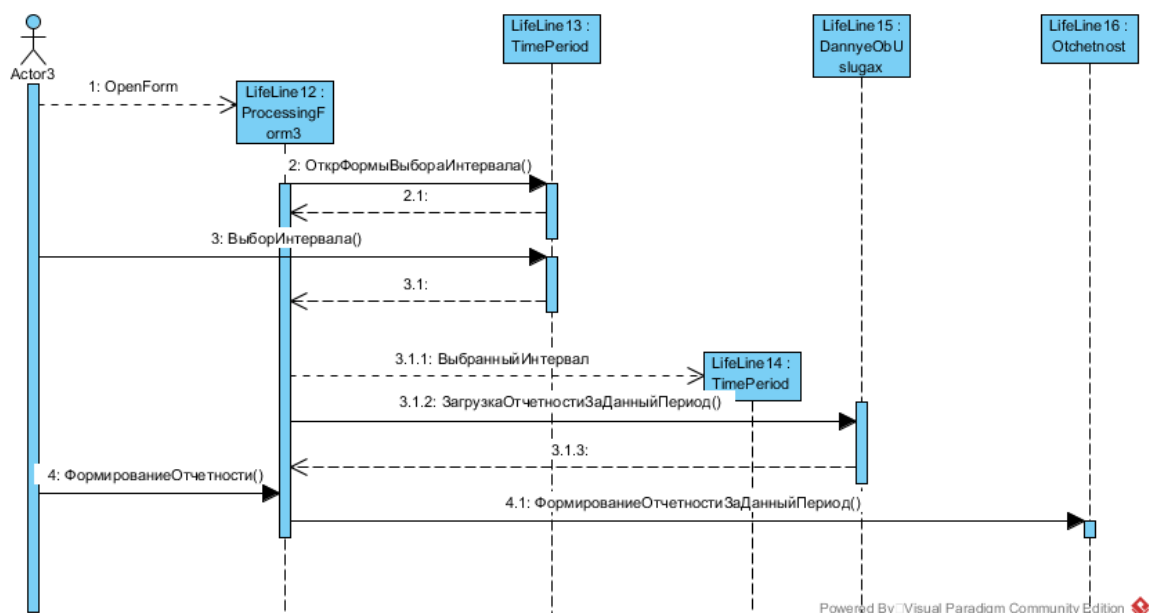 LifeLine13 :
TimePeriod
LifeLine15 :
DannyeObU
slugax
LifeLine16 :
Otchetnost
Actor3
1: OpenForm
LifeLine12 :
ProcessingF
orm3
2: ОткрФормыВыбораИнтервала()
2.1:
3: ВыборИнтервала()
3.1:
3.1.1: ВыбранныйИнтервал
LifeLine14 :
TimePeriod
3.1.2: ЗагрузкаОтчетностиЗаДанныйПериод()
3.1.3:
4: ФормированиеОтчетности()
4.1: ФормированиеОтчетностиЗаДанныйПериод()
Powered By□Visual Paradigm Community Edition